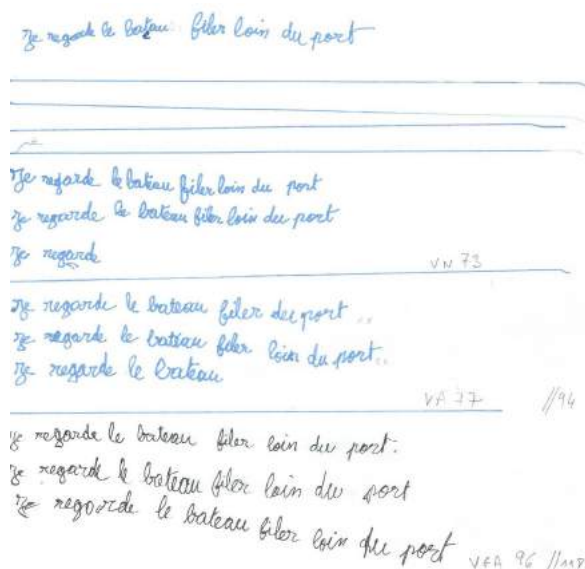 Je regarde le bateau filer loin du port
Je regarde le bateau filer loin du port
Je regarde le bateau filer loin du port
Je regarde
VN 73
Je regarde le bateau filer du port..
Je regarde le bateau filer loin du port..
Je regarde le bateau
VA 77 //94
Je regarde le bateau filer loin du port.
Je regarde le bateau filer loin du port
Je regarde le bateau filer loin du port
VEA 96 //118